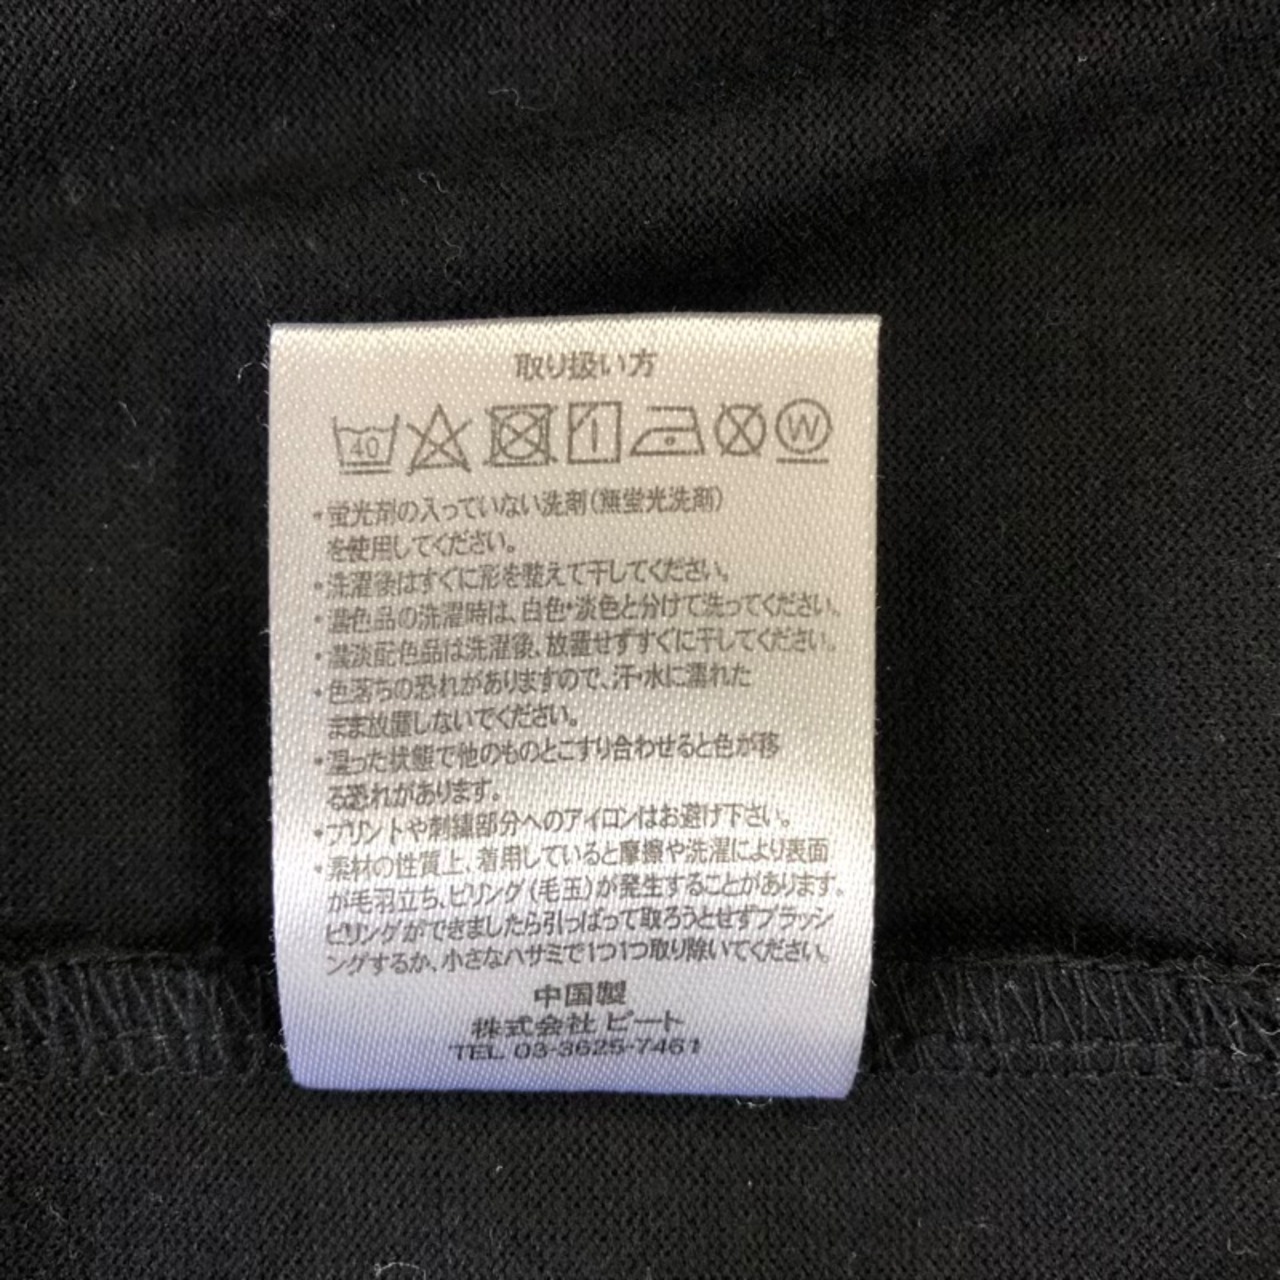 取り扱い方
40 W
・蛍光剤の入っていない洗剤(無蛍光洗剤)
を使用してください。
・洗濯後はすぐに形を整えて干してください。
・濃色品の洗濯時は、白色・淡色と分けて洗ってください。
・濃淡配色品は洗濯後、放置せずすぐに干してください。
・色落ちの恐れがありますので、汗・水に濡れた
まま放置しないでください。
・湿った状態で他のものとこすり合わせると色が移
る恐れがあります。
・プリントや刺繍部分へのアイロンはお避け下さい。
・素材の性質上、着用していると摩擦や洗濯により表面
が毛羽立ち、ピリング(毛玉)が発生することがあります。
ピリングができましたら引っぱって取ろうとせずブラッシ
ングするか、小さなハサミで1つ1つ取り除いてください。
中国製
株式会社 ビート
TEL 03-3625-7461